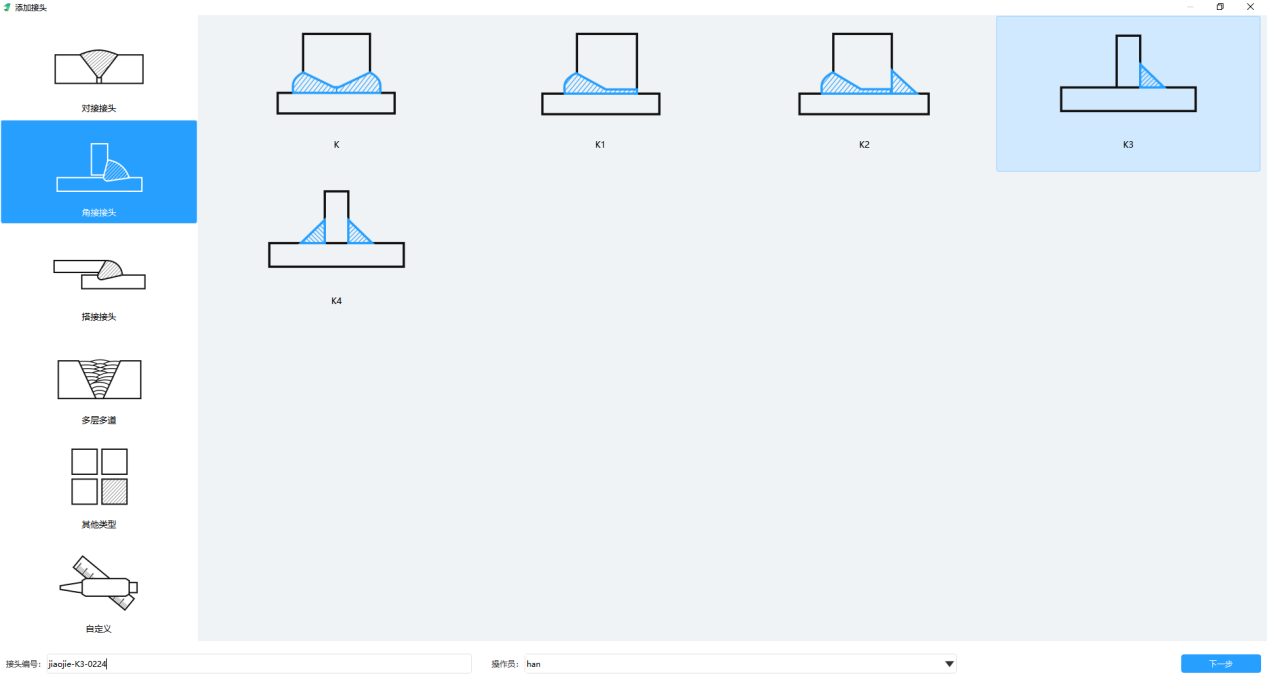 添加接头
对接接头
角接接头
搭接接头
多层多道
其他类型
自定义
K
K1
K2
K3
K4
接头编号: jiaojie-K3-0224
操作员: han
下一步